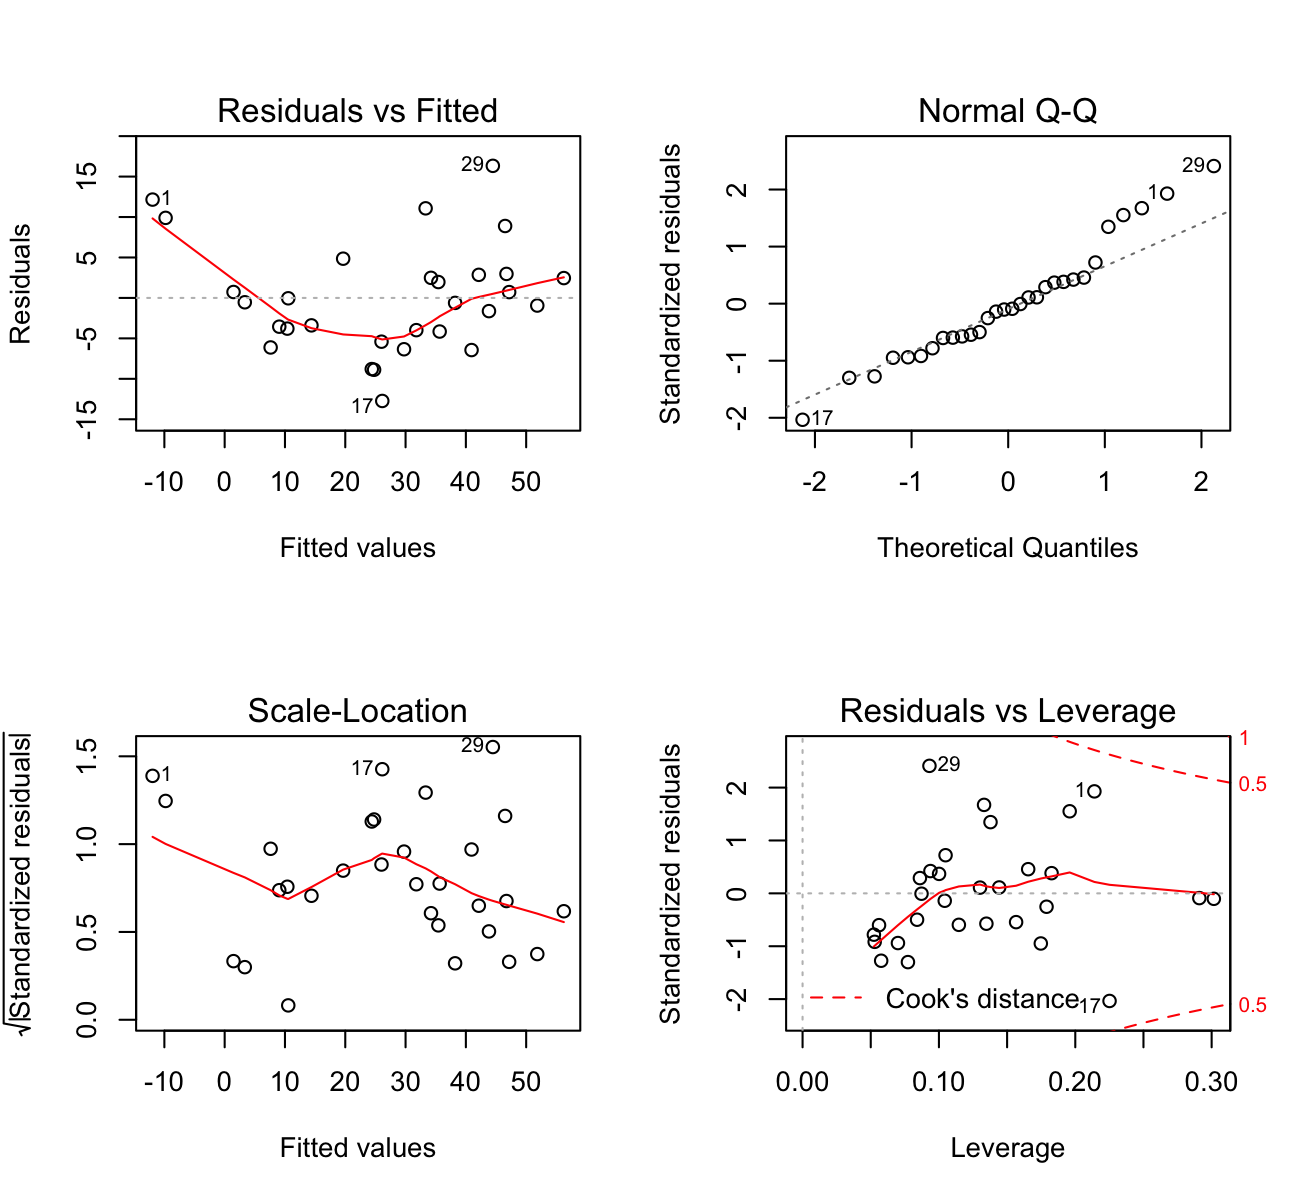 Residuals vs Fitted
Residuals
15
5
-5
-15
29
1
17
-10 0 10 20 30 40 50
Fitted values
Normal Q-Q
Standardized residuals
2
1
0
-1
-2
29
1
17
-2 -1 0 1 2
Theoretical Quantiles
Scale-Location
√|Standardized residuals|
1.5
1.0
0.5
0.0
29
17
1
-10 0 10 20 30 40 50
Fitted values
Residuals vs Leverage
Standardized residuals
2
1
0
-1
-2
1
0.5
0.5
29
1
Cook's distance
17
0.00 0.10 0.20 0.30
Leverage